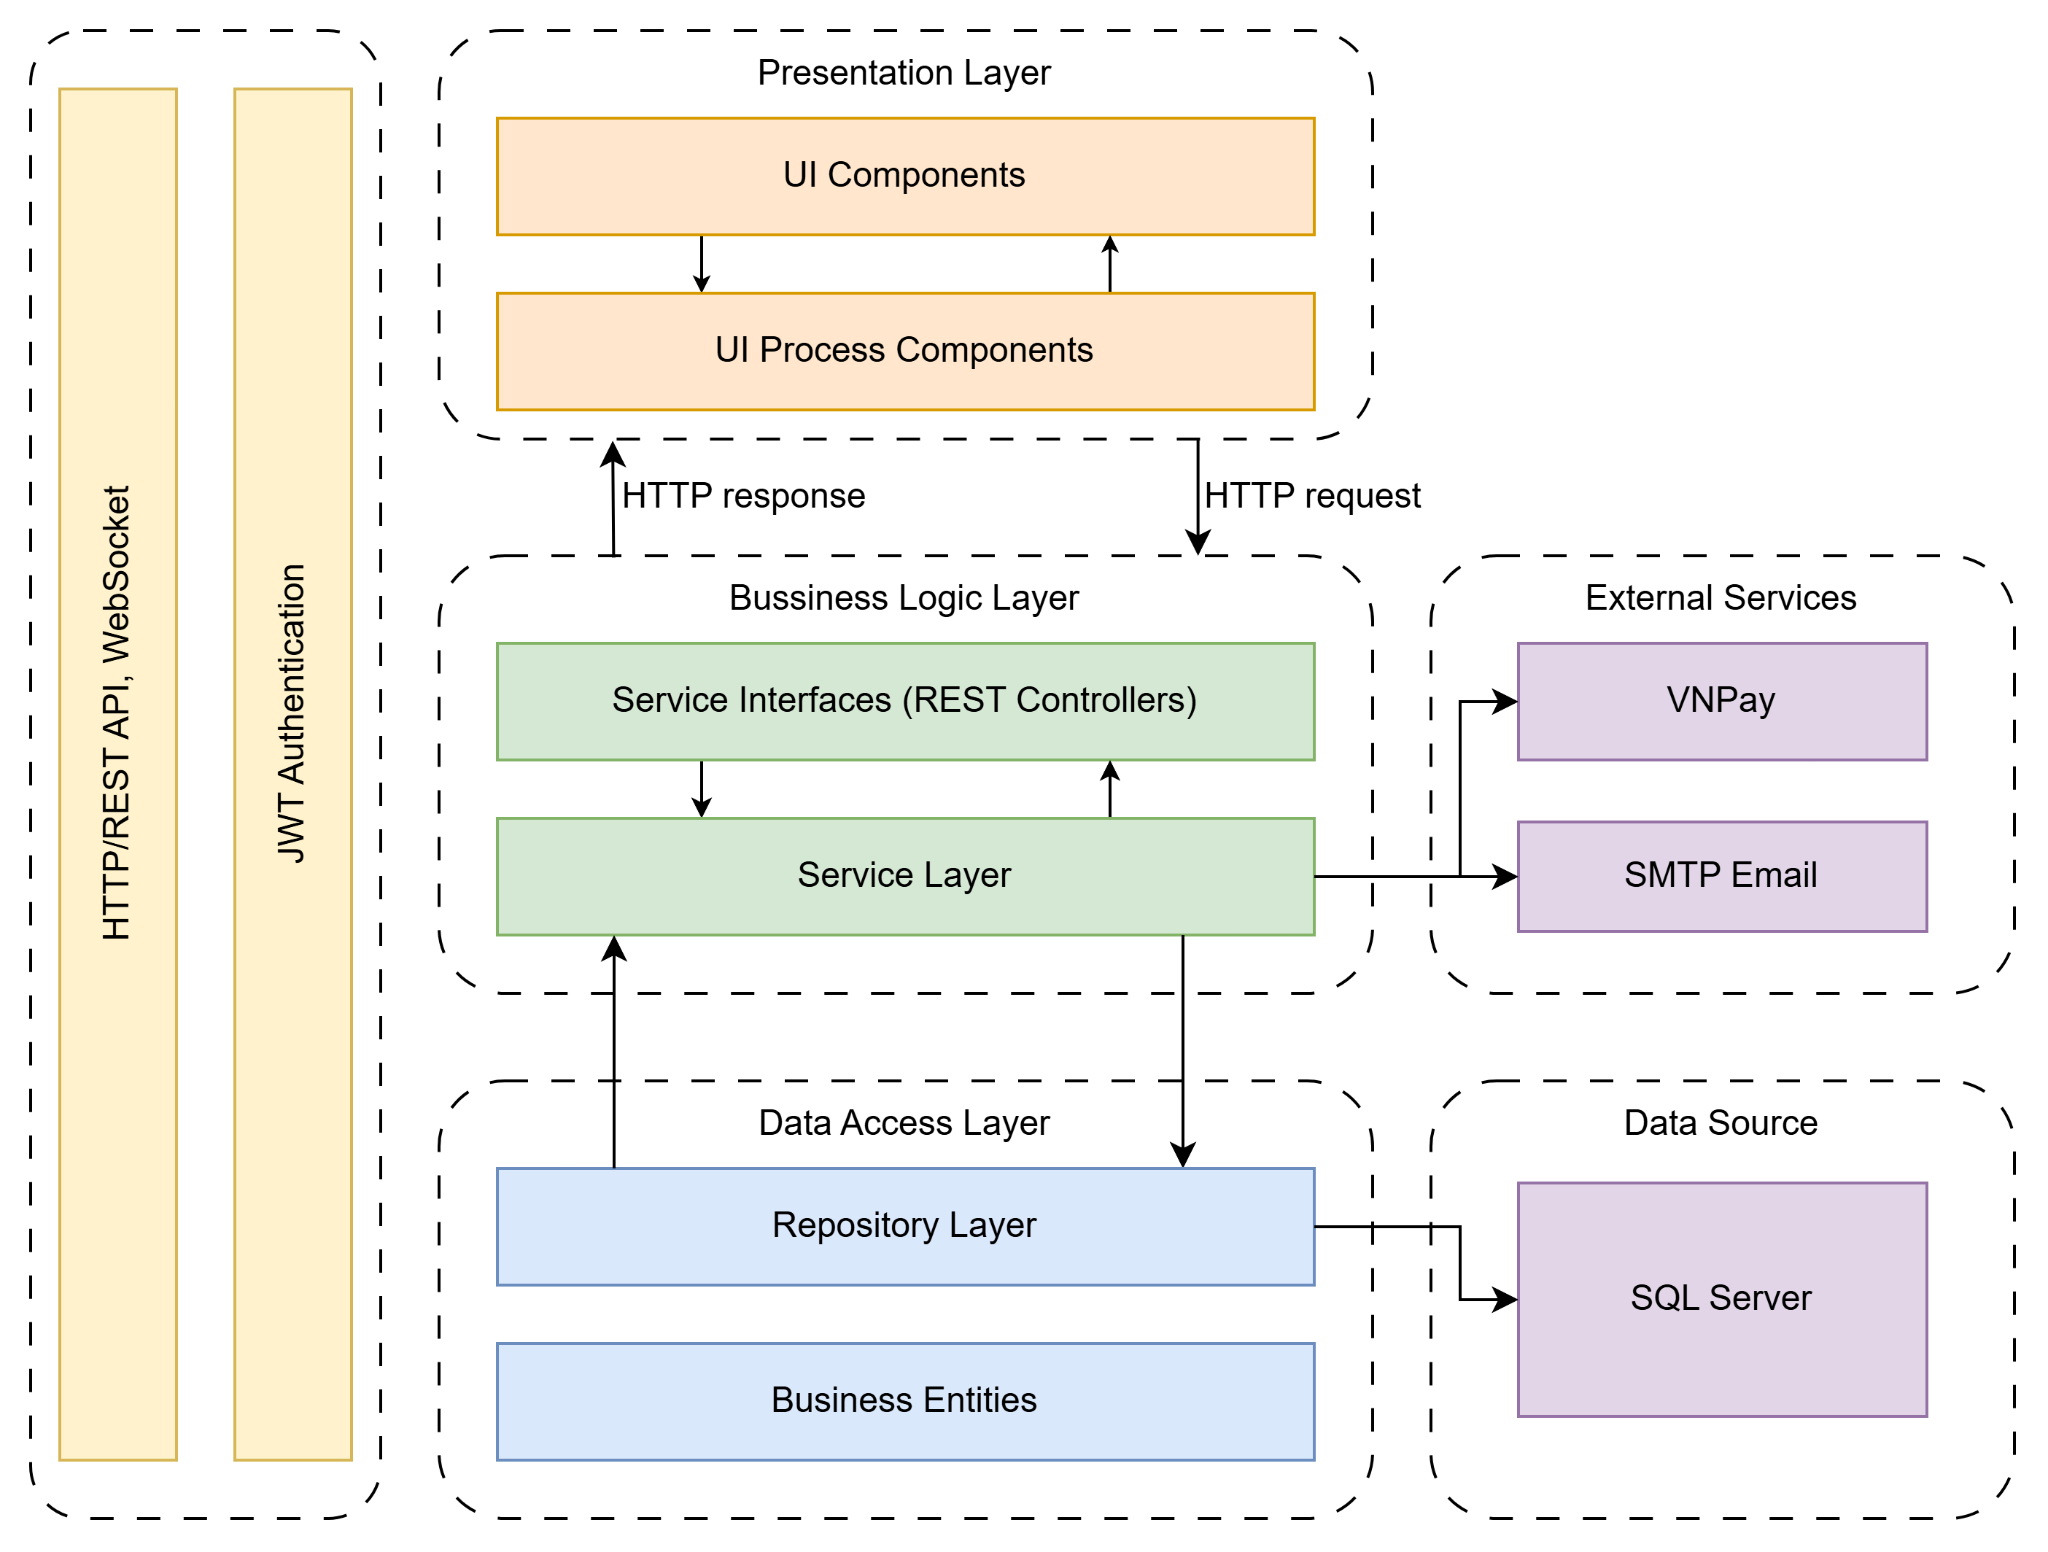 HTTP/REST API, WebSocket
JWT Authentication
Presentation Layer
UI Components
UI Process Components
HTTP response
HTTP request
Bussiness Logic Layer
Service Interfaces (REST Controllers)
Service Layer
External Services
VNPay
SMTP Email
Data Access Layer
Repository Layer
Business Entities
Data Source
SQL Server